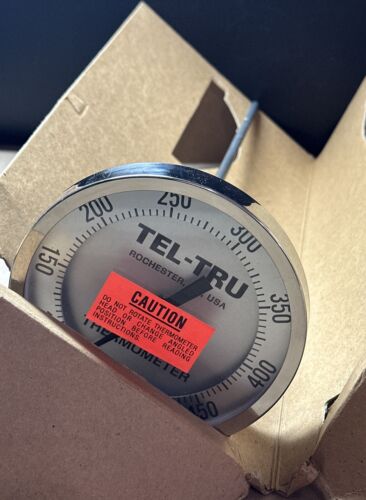 150
200
250
300
350
400
450
TEL-TRU
ROCHESTER, USA
CAUTION
DO NOT ROTATE THERMOMETER
HEAD OR CHANGE ANGLED
POSITION BEFORE READING
INSTRUCTIONS.
THERMOMETER